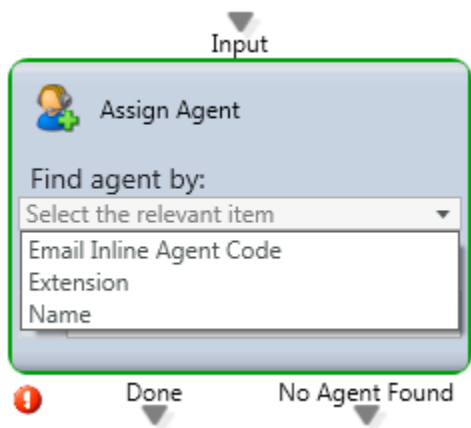 Input
Assign Agent
Find agent by:
Select the relevant item
Email Inline Agent Code
Extension
Name
Done
No Agent Found